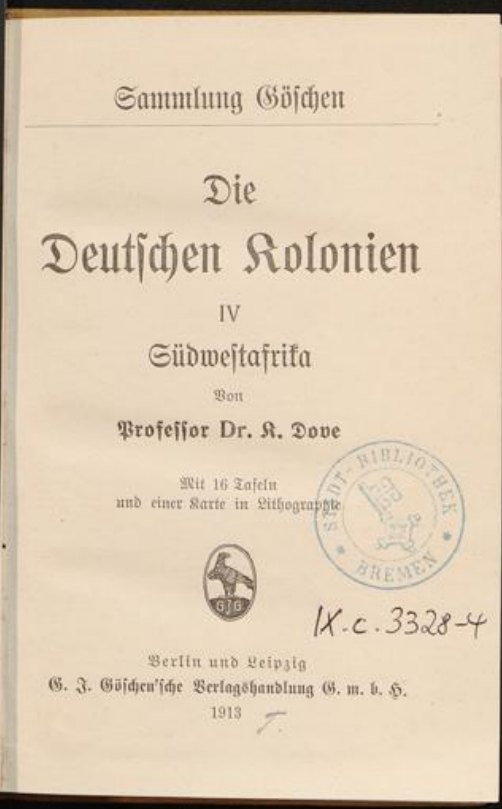 Sammlung Göschen
Die
Deutschen Kolonien
IV
Südwestafrika
Von
Professor Dr. K. Dove
Mit 16 Tafeln
und einer Karte in Lithographie
STADT-BIBLIOTHEK
* BREMEN *
GJG
IX.c.3328-4
Berlin und Leipzig
G. J. Göschen'sche Verlagshandlung G. m. b. H.
1913